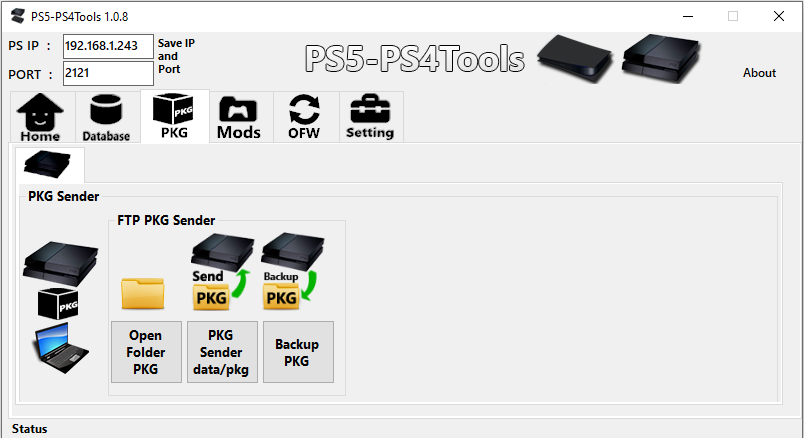 PS5-PS4Tools 1.0.8
PS IP :
192.168.1.243
Save IP
and
Port
PORT :
2121
PS5-PS4Tools
About
Home
Database
PKG
PKG
Mods
OFW
Setting
PKG Sender
FTP PKG Sender
Send
PKG
Backup
PKG
PKG
Open
Folder
PKG
PKG
Sender
data/pkg
Backup
PKG
Status